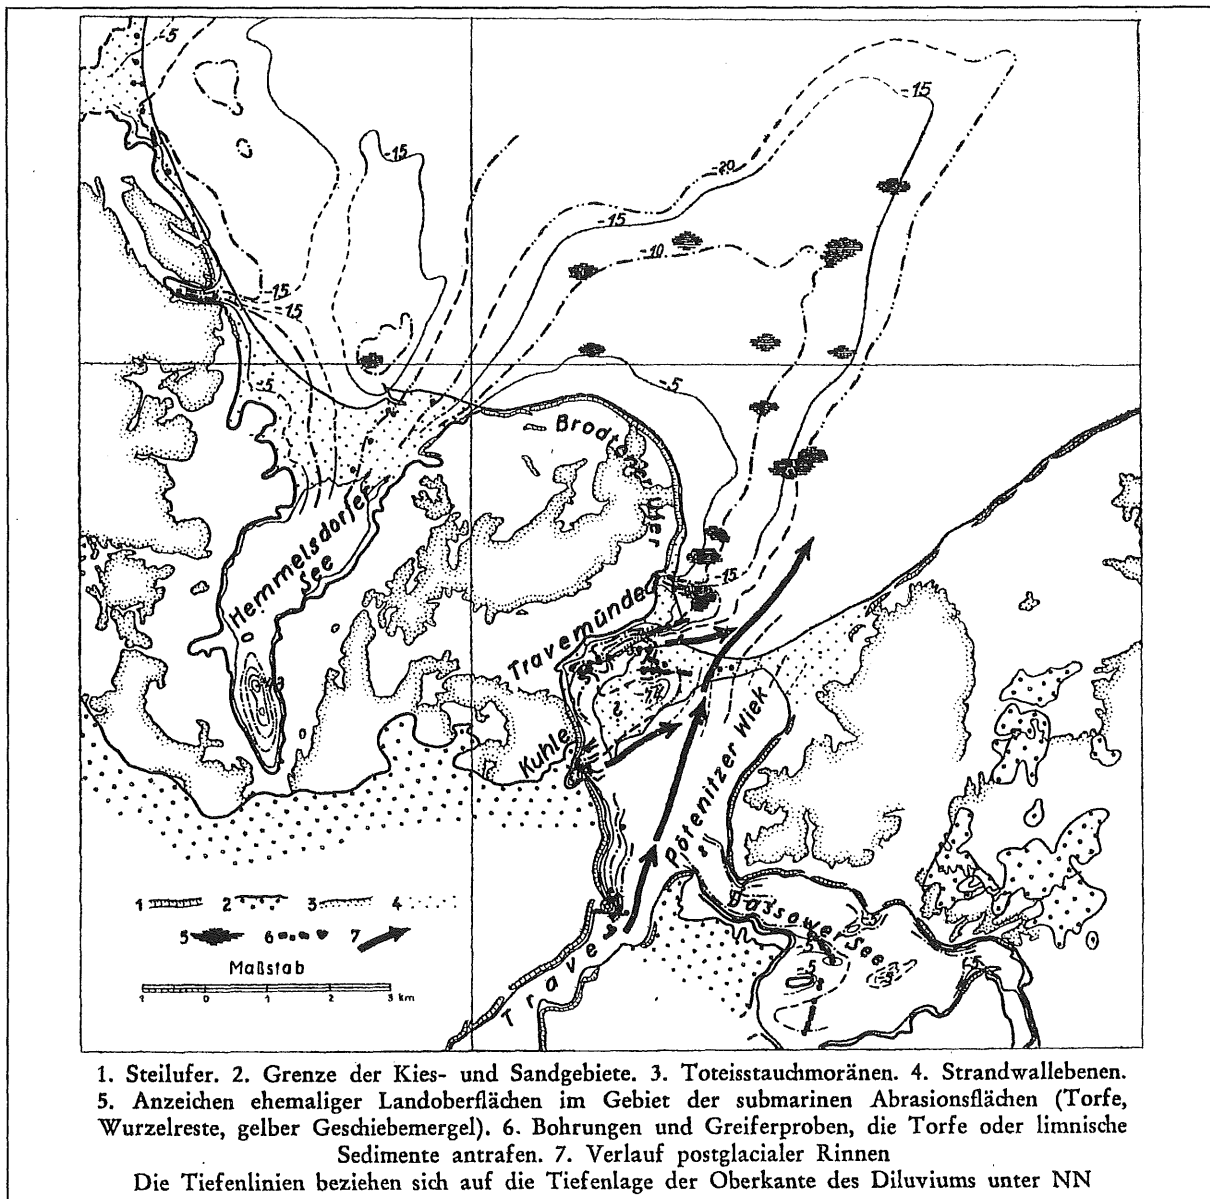 -5
-15
-15
-20
-15
-10
-15
-15
-5
-5
Brodtener Ufer
Hemmelsdorfer
See
Travemünde
-15
Kuhle
Pötenitzer Wiek
8
Dassower See
-5
-5
Trave
1 2 3 4
5 6 7
Maßstab
1 0 1 2 3 km
1. Steilufer. 2. Grenze der Kies- und Sandgebiete. 3. Toteisstauchmoränen. 4. Strandwallebenen.
5. Anzeichen ehemaliger Landoberflächen im Gebiet der submarinen Abrasionsflächen (Torfe,
Wurzelreste, gelber Geschiebemergel). 6. Bohrungen und Greiferproben, die Torfe oder limnische
Sedimente antrafen. 7. Verlauf postglacialer Rinnen
Die Tiefenlinien beziehen sich auf die Tiefenlage der Oberkante des Diluviums unter NN